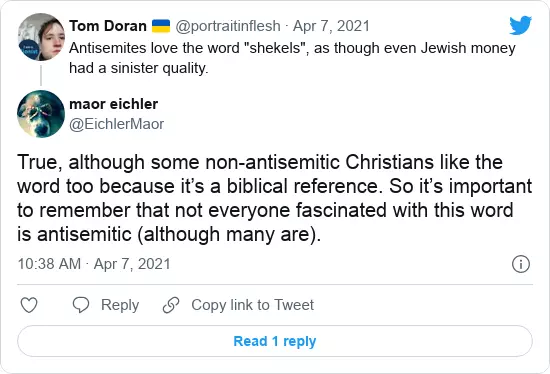 Tom Doran 🇺🇦 @portraitinflesh · Apr 7, 2021
Antisemites love the word "shekels", as though even Jewish money
had a sinister quality.
maor eichler
@EichlerMaor
True, although some non-antisemitic Christians like the
word too because it's a biblical reference. So it's important
to remember that not everyone fascinated with this word
is antisemitic (although many are).
10:38 AM · Apr 7, 2021
Reply Copy link to Tweet
Read 1 reply